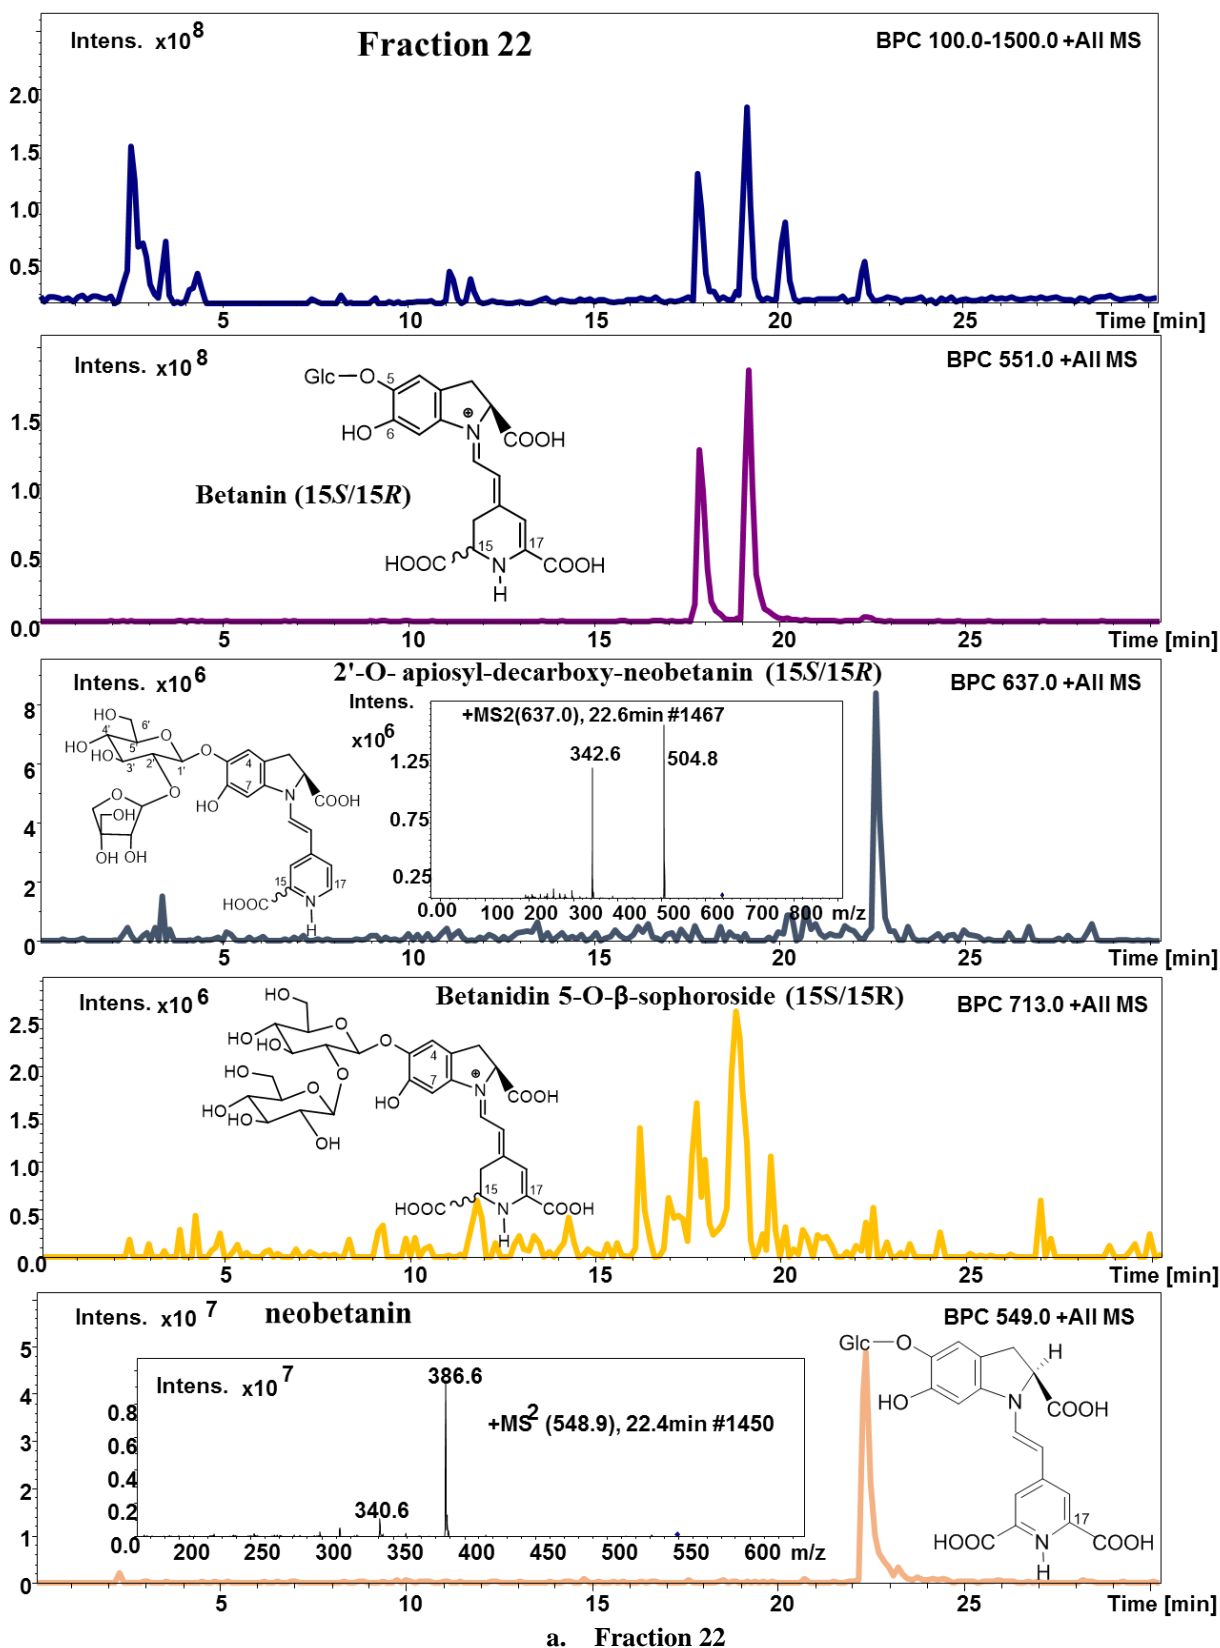 Intens. x10 8
Fraction 22
BPC 100.0-1500.0 +All MS
2.0
1.5
1.0
0.5
5 10 15 20 25 Time [min]
Intens. x10 8
BPC 551.0 +All MS
Glc O 5
HO 6
N ⊕
COOH
Betanin (15S/15R)
HOOC 15 17 COOH
N
H
1.5
1.0
0.5
0.0
5 10 15 20 25 Time [min]
2'-O- apiosyl-decarboxy-neobetanin (15S/15R)
Intens. x10 6
BPC 637.0 +All MS
Intens.
x10 6
+MS2(637.0), 22.6min #1467
342.6
504.8
1.25
0.75
0.25
0.00 100 200 300 400 500 600 700 800 m/z
HO 6'
HO 4' 5' O O 4
HO 3' 2' 1' 7
O O HO N COOH
OH
OH OH
15 17
HOOC N
H
8
6
4
2
0
5 10 15 20 25 Time [min]
Intens. x10 6
Betanidin 5-O-β-sophoroside (15S/15R)
BPC 713.0 +All MS
HO
HO HO O O 4
HO O 7 ⊕ N COOH
HO O HO
HO OH
15 17
HOOC N COOH
H
2.5
2.0
1.5
1.0
0.5
0.0
5 10 15 20 25 Time [min]
Intens. x10 7
neobetanin
BPC 549.0 +All MS
Intens. x10 7
386.6
+MS2 (548.9), 22.4min #1450
340.6
0.8
0.6
0.4
0.2
0.0
200 250 300 350 400 450 500 550 600 m/z
Glc O H
HO N COOH
17
HOOC N COOH
H
5
4
3
2
1
0
5 10 15 20 25 Time [min]
a. Fraction 22